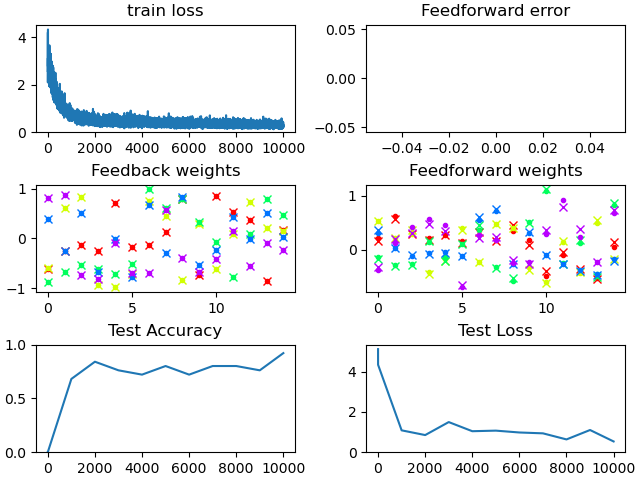 train loss
Feedforward error
4
2
0
0 2000 4000 6000 8000 10000
0.05
0.00
−0.05
−0.04 −0.02 0.00 0.02 0.04
Feedback weights
Feedforward weights
1
0
−1
0 5 10
1
0
0 5 10
Test Accuracy
Test Loss
1.0
0.5
0.0
0 2000 4000 6000 8000 10000
4
2
0
0 2000 4000 6000 8000 10000